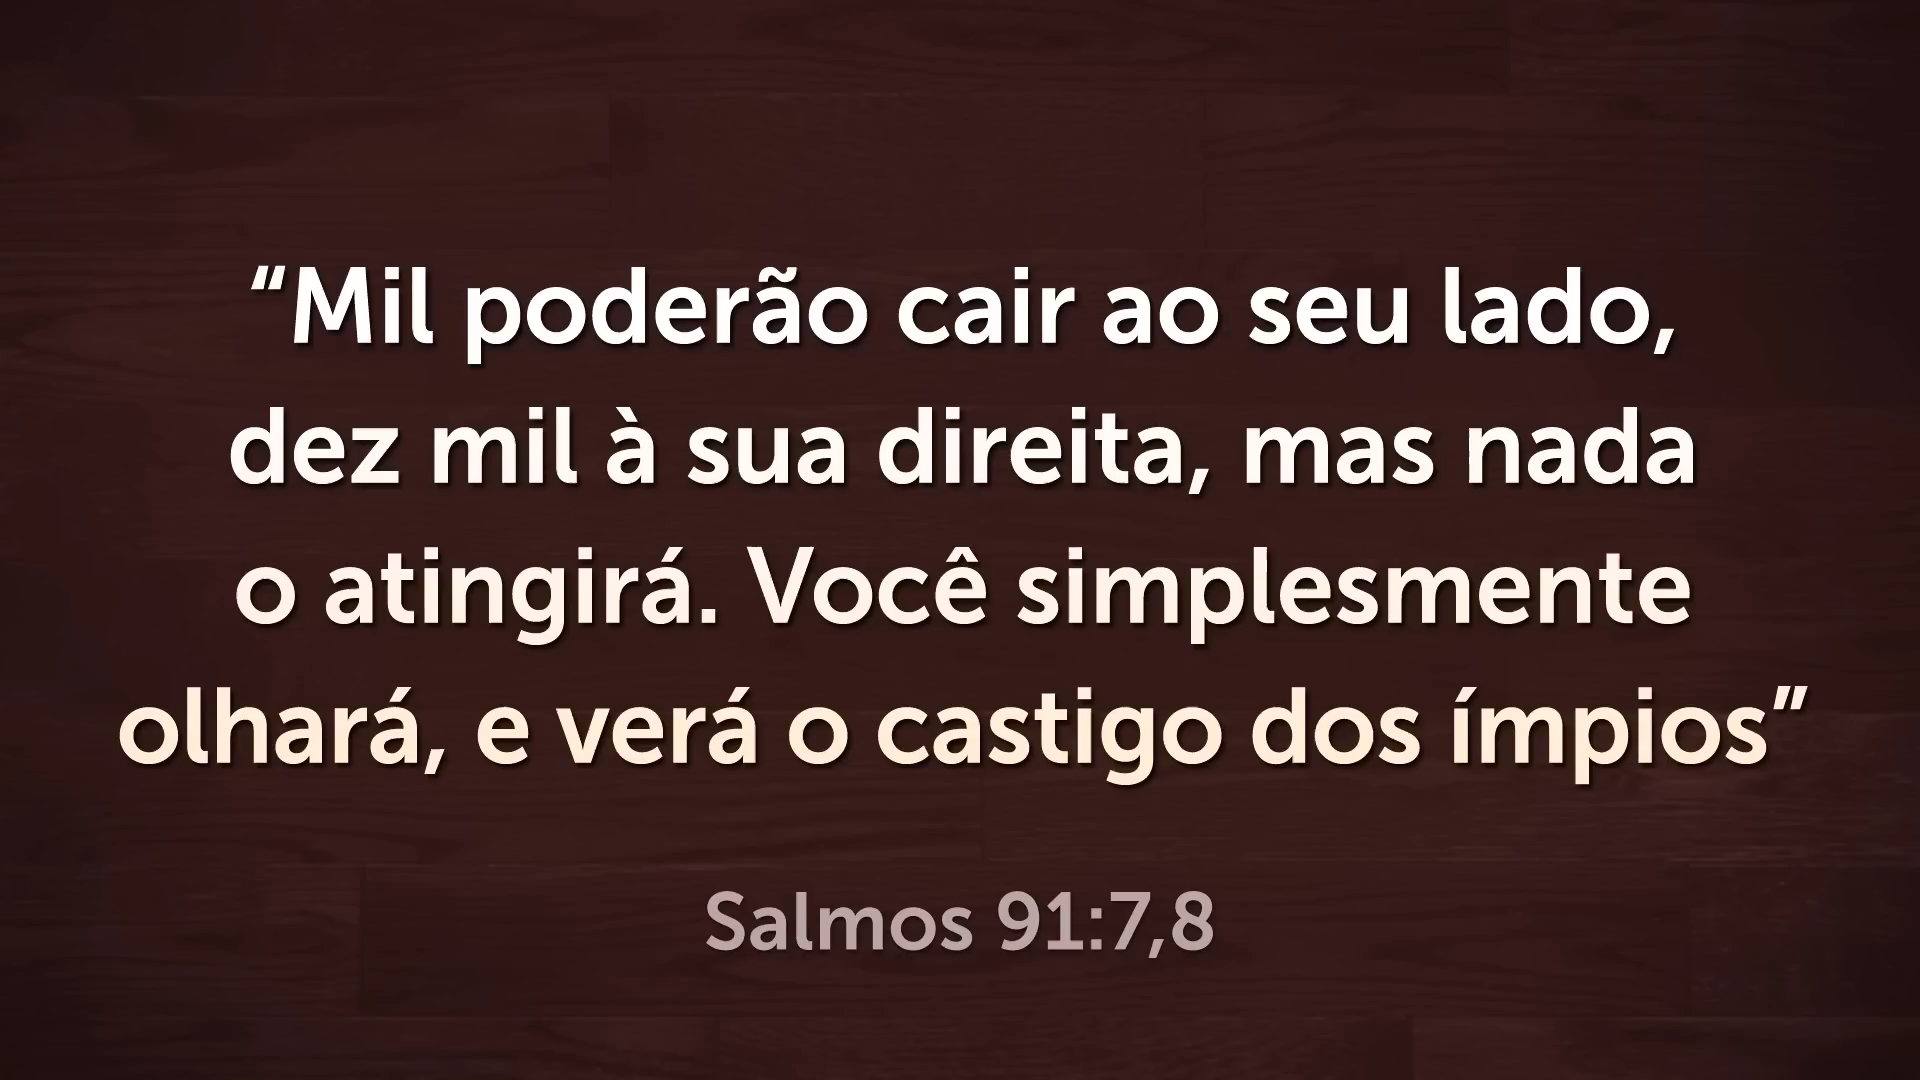 “Mil poderão cair ao seu lado,
dez mil à sua direita, mas nada
o atingirá. Você simplesmente
olhará, e verá o castigo dos ímpios”
Salmos 91:7,8